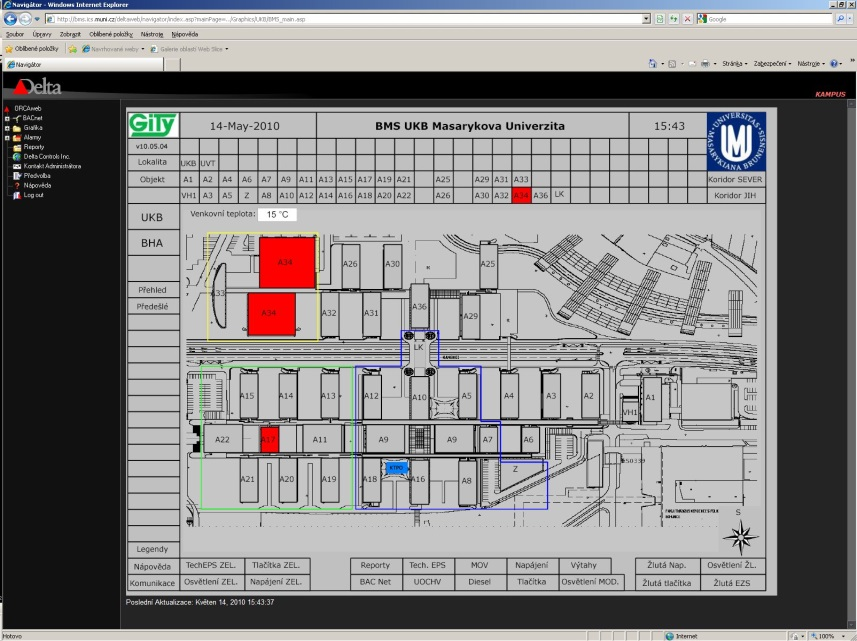 Navigátor - Windows Internet Explorer
http://bms.ics.muni.cz/deltaweb/navigator/index.asp?mainPage=../Graphics/UKB/BMS_main.asp
Google
Soubor Úpravy Zobrazit Oblíbené položky Nástroje Nápověda
Oblíbené položky Navrhované weby Galerie oblastí Web Slice
Navigátor
Stránka Zabezpečení Nástroje
Delta
KAMPUS
ORCAweb
BACnet
Grafika
Alarmy
Reporty
Delta Controls Inc.
Kontakt Administrátora
Předvolba
Nápověda
Log out
GiTy 14-May-2010 BMS UKB Masarykova Univerzita 15:43
UNIVERSITAS MASARYKIANA BRUNENSIS
v10.05.04
Lokalita UKB UVT
Objekt A1 A2 A4 A6 A7 A9 A11 A13 A15 A17 A19 A21 A25 A29 A31 A33 Koridor SEVER
VH1 A3 A5 Z A8 A10 A12 A14 A16 A18 A20 A22 A26 A30 A32 A34 A36 LK Koridor JIH
UKB
Venkovní teplota: 15 °C
BHA
Přehled
Předešlé
A34 A26 A30 A25
A33
A34 A32 A31 A36 A29
LK
A15 A14 A13 A12 A10 A5 A4 A3 A2 VH1 A1
A22 A17 A11 A9 A9 A7 A6
A21 A20 A19 A18 A16 A8 Z
S
Legendy
Nápověda TechEPS ZEL. Tlačítka ZEL. Reporty Tech. EPS MOV Napájení Výtahy Žlutá Nap. Osvětlení ŽL.
Komunikace Osvětlení ZEL. Napájení ZEL. BAC Net UOCHV Diesel Tlačítka Osvětlení MOD. Žlutá tlačítka Žlutá EZS
Poslední Aktualizace: Květen 14, 2010 15:43:37
Hotovo Internet 100%